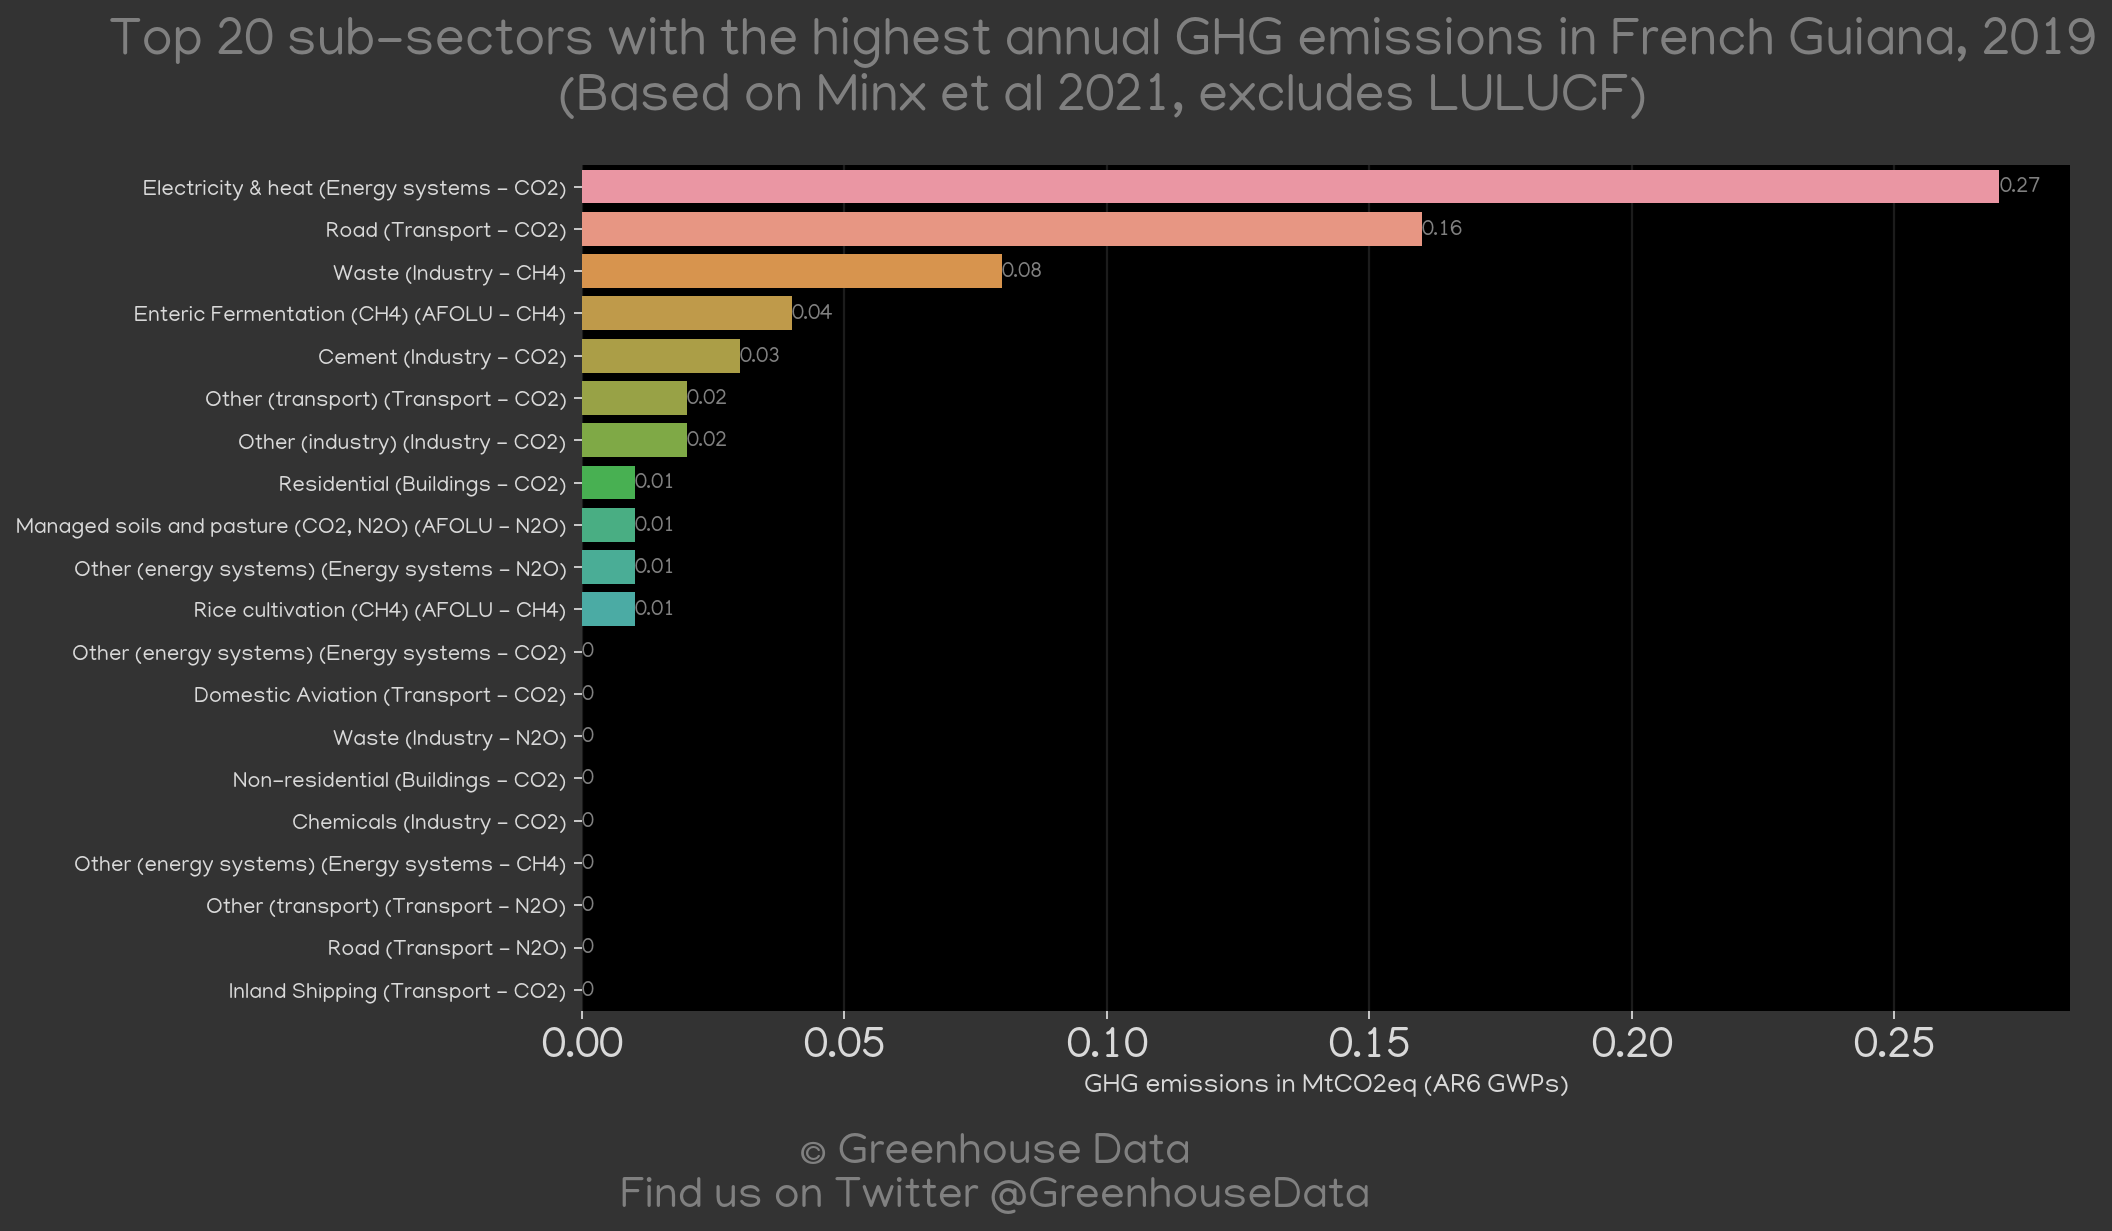 Top 20 sub-sectors with the highest annual GHG emissions in French Guiana, 2019
(Based on Minx et al 2021, excludes LULUCF)
Electricity & heat (Energy systems - CO2) 0.27
Road (Transport - CO2) 0.16
Waste (Industry - CH4) 0.08
Enteric Fermentation (CH4) (AFOLU - CH4) 0.04
Cement (Industry - CO2) 0.03
Other (transport) (Transport - CO2) 0.02
Other (industry) (Industry - CO2) 0.02
Residential (Buildings - CO2) 0.01
Managed soils and pasture (CO2, N2O) (AFOLU - N2O) 0.01
Other (energy systems) (Energy systems - N2O) 0.01
Rice cultivation (CH4) (AFOLU - CH4) 0.01
Other (energy systems) (Energy systems - CO2) 0
Domestic Aviation (Transport - CO2) 0
Waste (Industry - N2O) 0
Non-residential (Buildings - CO2) 0
Chemicals (Industry - CO2) 0
Other (energy systems) (Energy systems - CH4) 0
Other (transport) (Transport - N2O) 0
Road (Transport - N2O) 0
Inland Shipping (Transport - CO2) 0
0.00 0.05 0.10 0.15 0.20 0.25
GHG emissions in MtCO2eq (AR6 GWPs)
© Greenhouse Data
Find us on Twitter @GreenhouseData